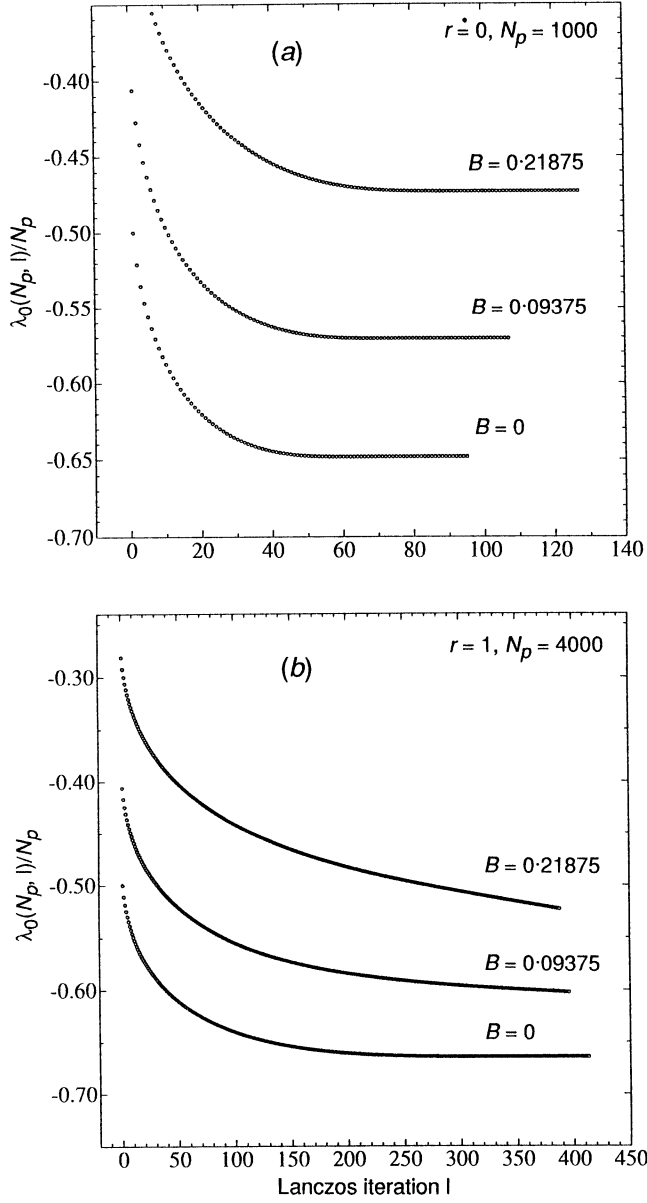 (a)
r = 0, Nₚ = 1000
-0.40
-0.45
-0.50
-0.55
-0.60
-0.65
-0.70
λ₀(Nₚ, l)/Nₚ
B = 0·21875
B = 0·09375
B = 0
0 20 40 60 80 100 120 140
(b)
r = 1, Nₚ = 4000
-0.30
-0.40
-0.50
-0.60
-0.70
λ₀(Nₚ, l)/Nₚ
B = 0·21875
B = 0·09375
B = 0
0 50 100 150 200 250 300 350 400 450
Lanczos iteration l